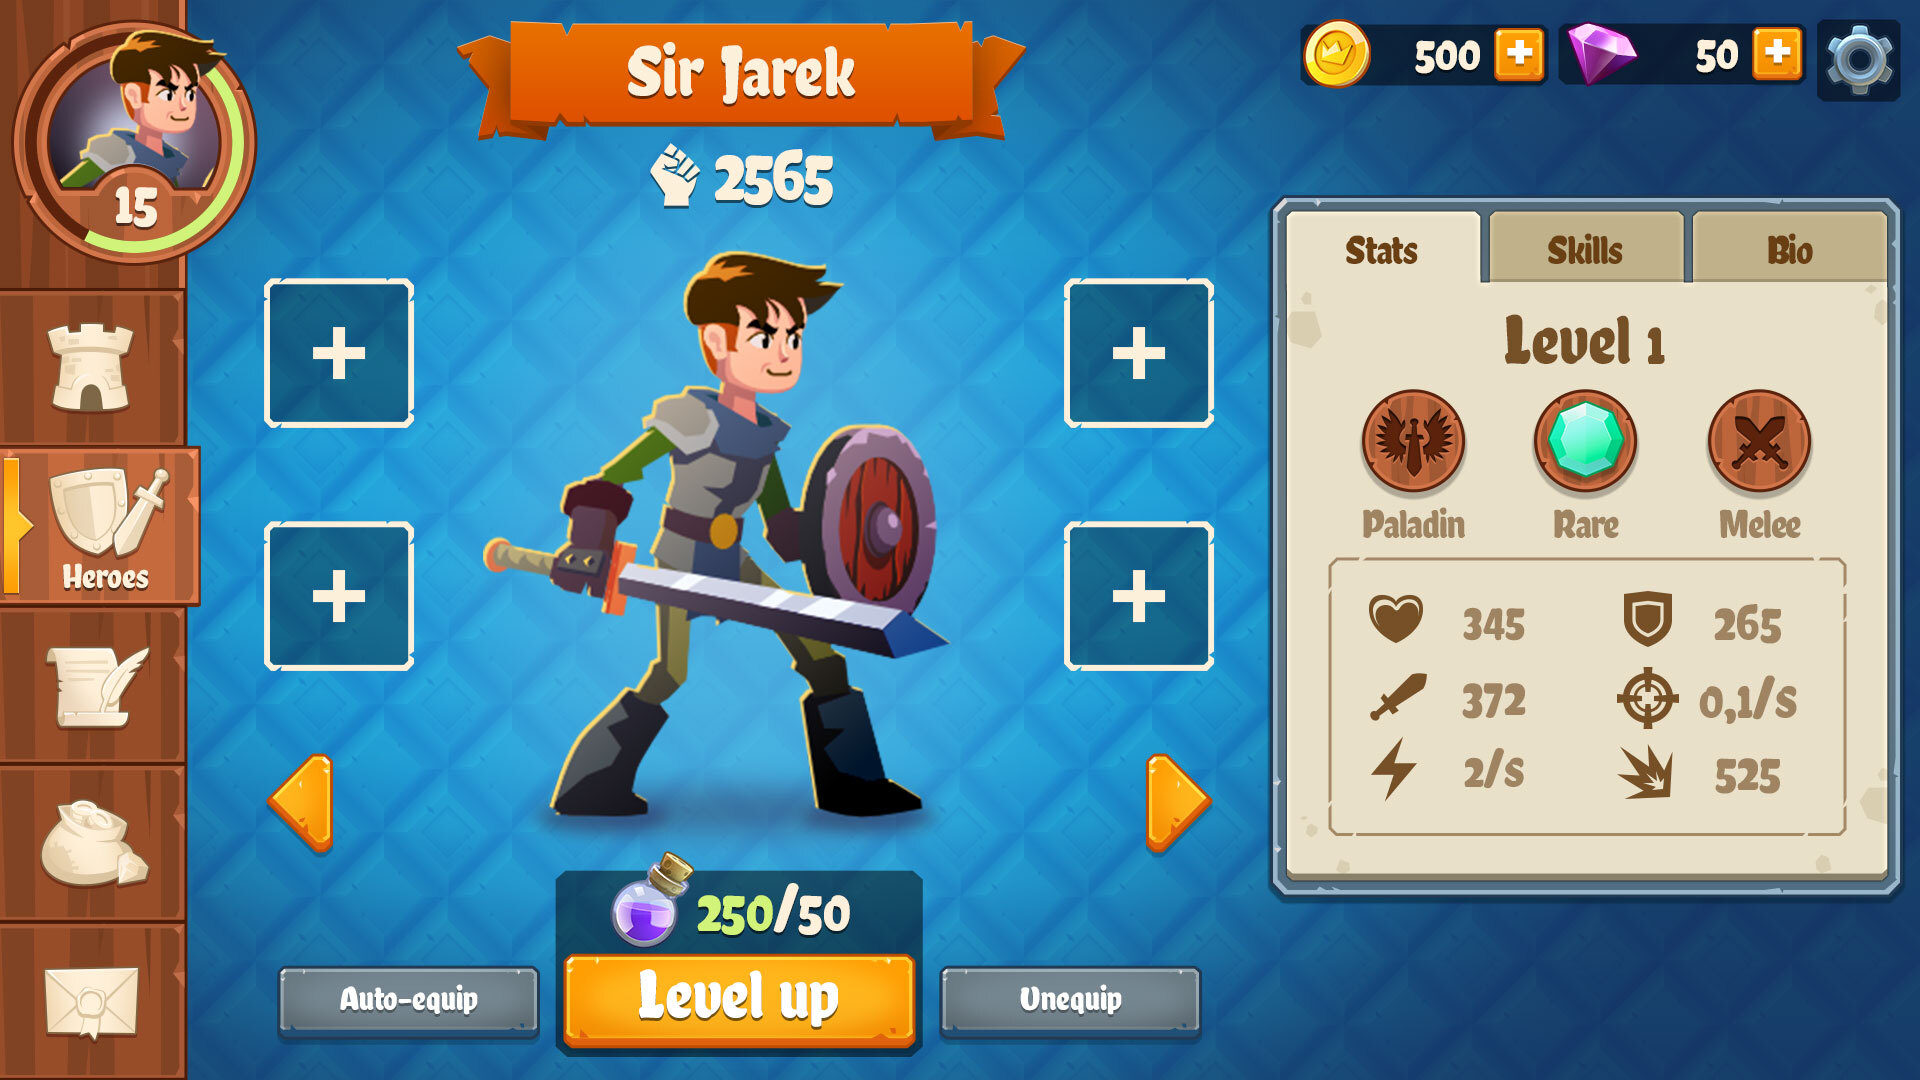 Sir Jarek
500
50
15
2565
Heroes
Stats
Skills
Bio
Level 1
Paladin
Rare
Melee
345
265
372
0,1/S
2/S
525
250/50
Auto-equip
Level up
Unequip